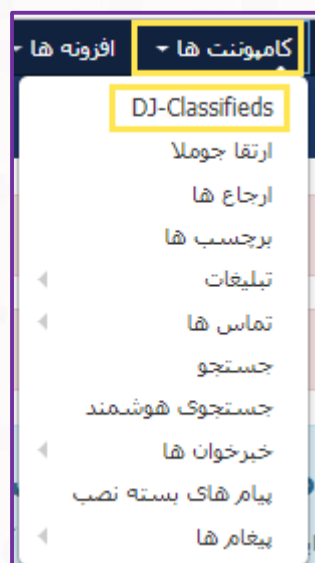 کامپوننت ها
افزونه ها
DJ-Classifieds
ارتقا جوملا
ارجاع ها
برچسب ها
تبلیغات
تماس ها
جستجو
جستجوی هوشمند
خبرخوان ها
پیام های بسته نصب
پیغام ها